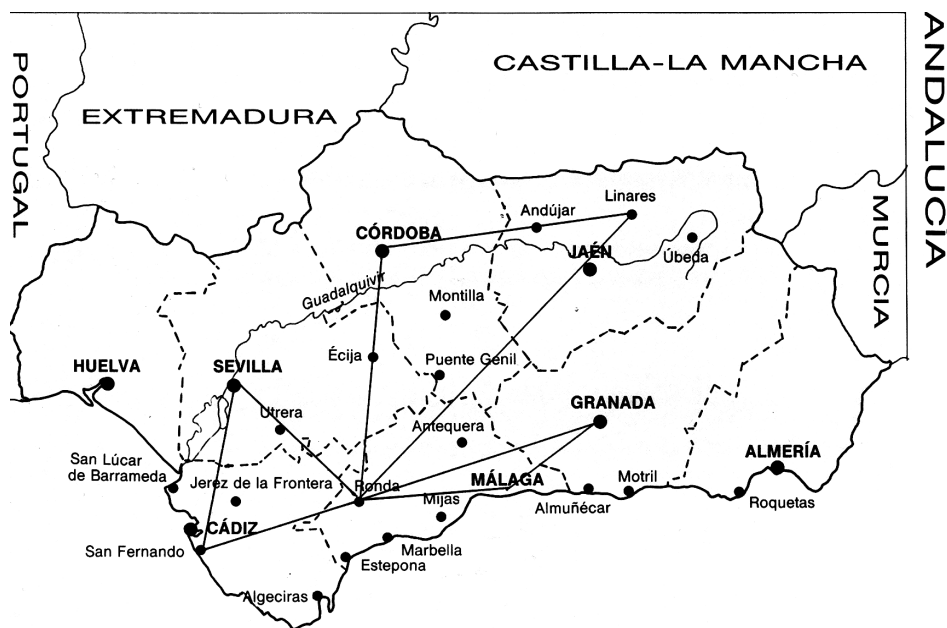 ANDALUCÍA
PORTUGAL
EXTREMADURA
CASTILLA-LA MANCHA
MURCIA
Linares
Andújar
CÓRDOBA
JAÉN
Úbeda
Guadalquivir
Montilla
Écija
Puente Genil
HUELVA
SEVILLA
Utrera
Antequera
GRANADA
ALMERÍA
San Lúcar
de Barrameda
Jerez de la Frontera
Ronda
MÁLAGA
Mijas
Almuñécar
Motril
Roquetas
CÁDIZ
San Fernando
Marbella
Estepona
Algeciras